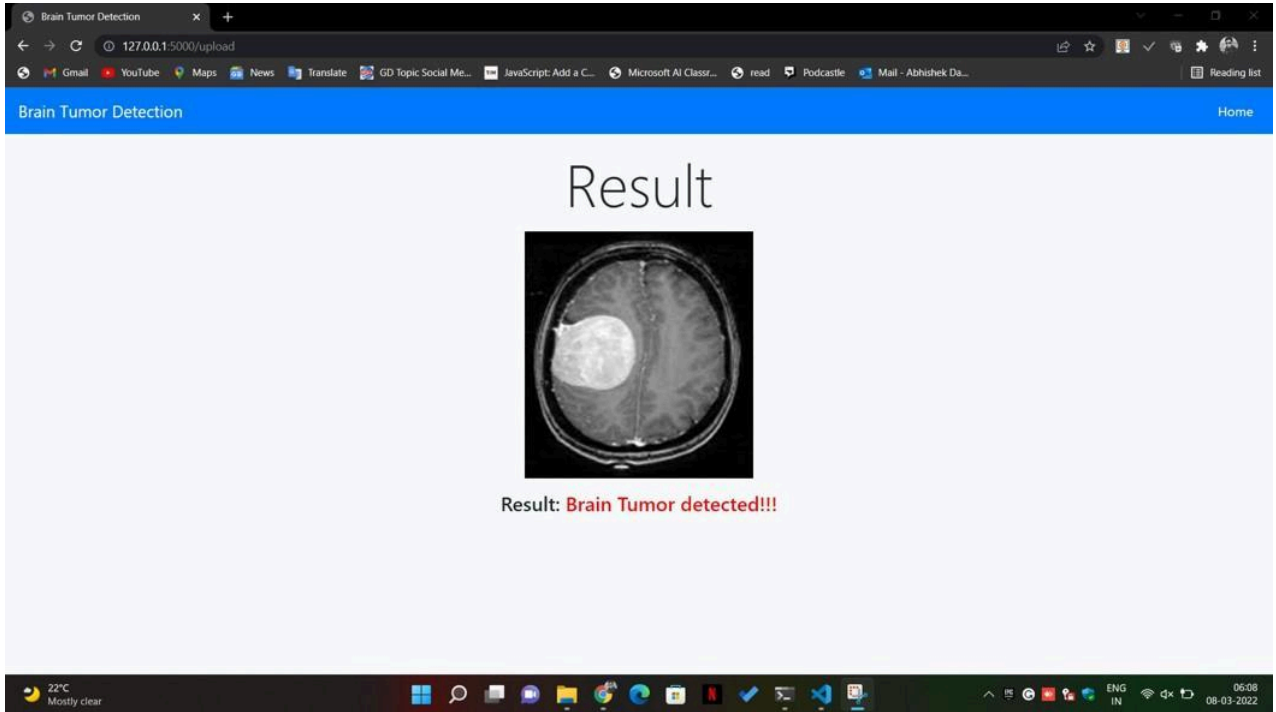 Brain Tumor Detection
127.0.0.1:5000/upload
Gmail YouTube Maps News Translate GD Topic Social Me... JavaScript: Add a C... Microsoft AI Classr... read Podcastle Mail - Abhishek Da... Reading list
Brain Tumor Detection Home
Result
Result: Brain Tumor detected!!!
22°C
Mostly clear
ENG
IN
06:08
08-03-2022